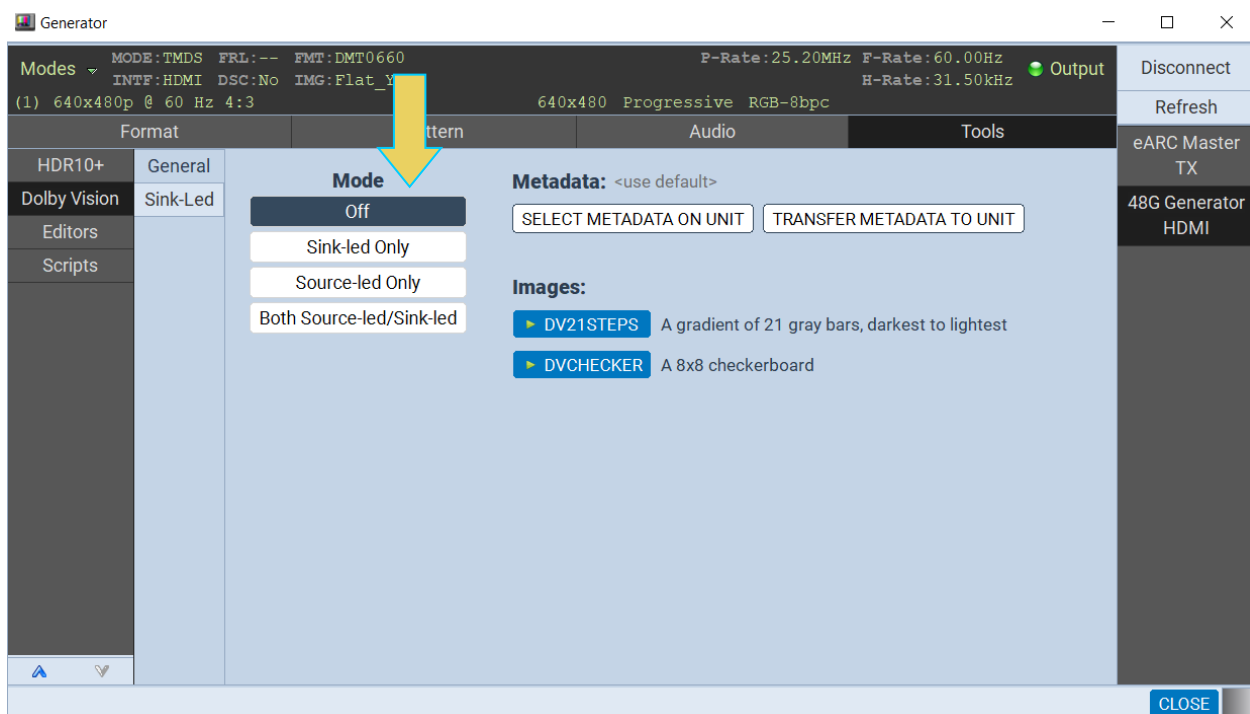 Generator
Modes MODE:TMDS FRL:-- FMT:DMT0660 P-Rate:25.20MHz F-Rate:60.00Hz Output
INTF:HDMI DSC:No IMG:Flat_Y H-Rate:31.50kHz
(1) 640x480p @ 60 Hz 4:3 640x480 Progressive RGB-8bpc
Disconnect
Refresh
Format Audio Tools
eARC Master
TX
48G Generator
HDMI
HDR10+
Dolby Vision
Editors
Scripts
General
Sink-Led
Mode
Off
Sink-led Only
Source-led Only
Both Source-led/Sink-led
Metadata: <use default>
SELECT METADATA ON UNIT TRANSFER METADATA TO UNIT
Images:
DV21STEPS A gradient of 21 gray bars, darkest to lightest
DVCHECKER A 8x8 checkerboard
CLOSE